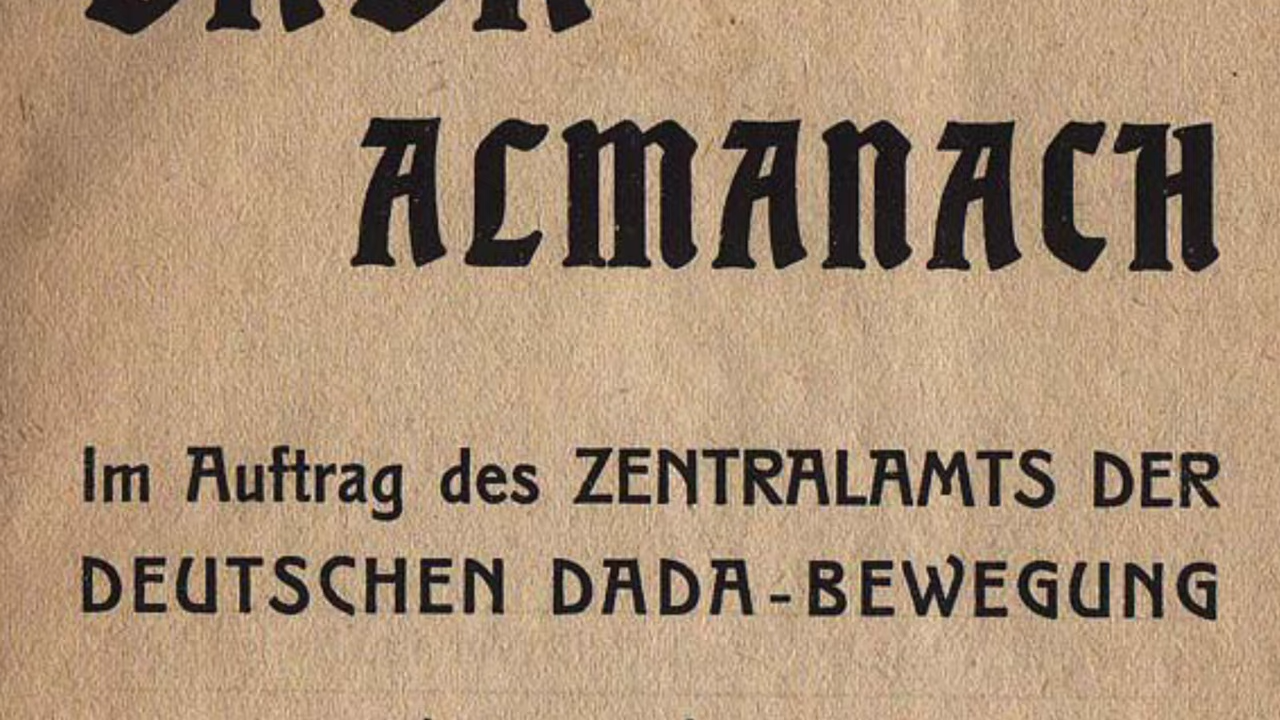 ALMANACH
Im Auftrag des ZENTRALAMTS DER
DEUTSCHEN DADA-BEWEGUNG